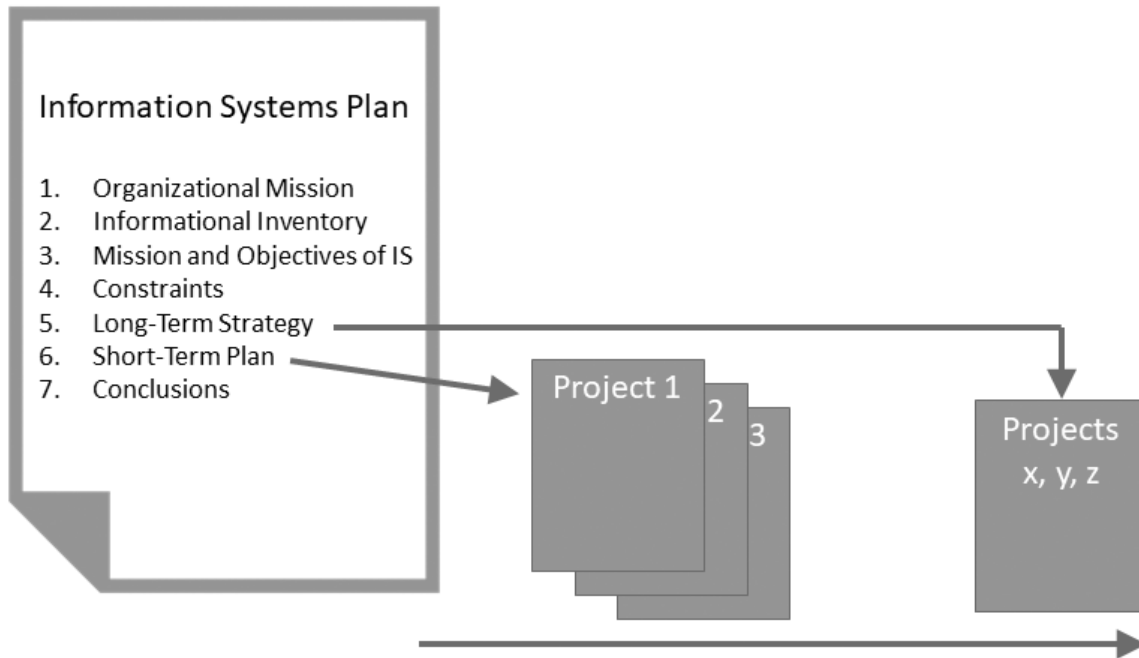 Information Systems Plan
1. Organizational Mission
2. Informational Inventory
3. Mission and Objectives of IS
4. Constraints
5. Long-Term Strategy
6. Short-Term Plan
7. Conclusions
Project 1
2
3
Projects
x, y, z